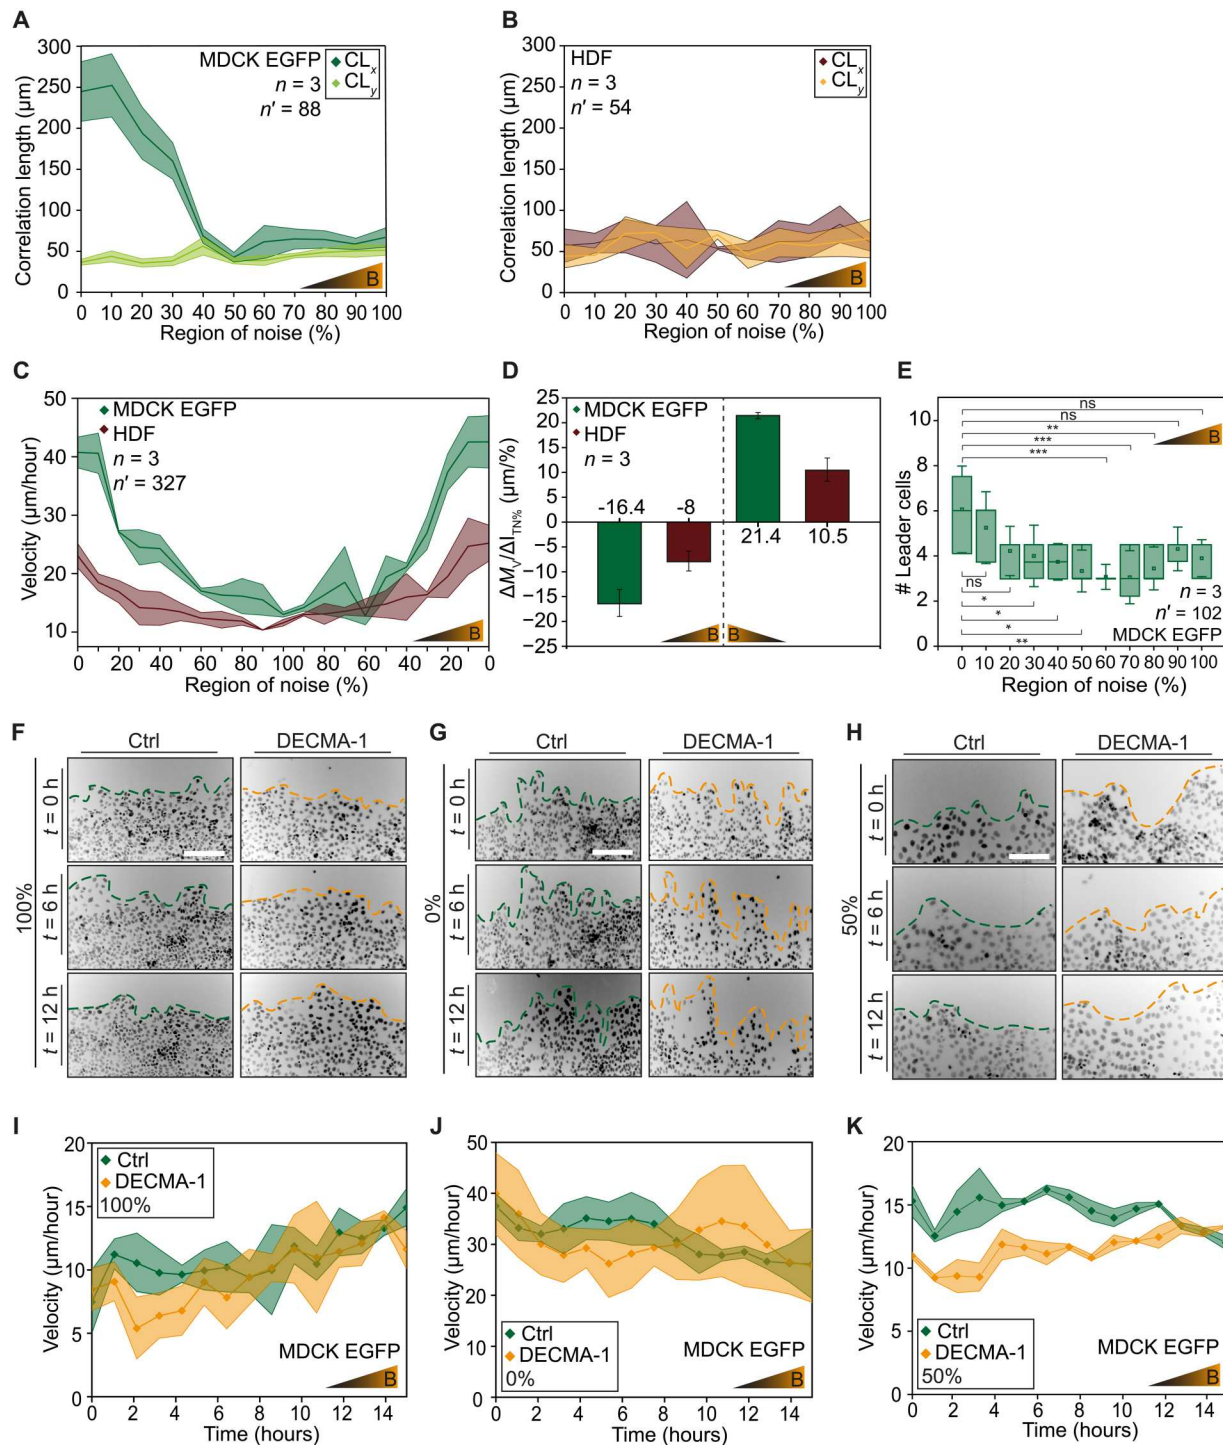 A
300
250
200
150
100
50
0
Correlation length (µm)
MDCK EGFP
n = 3
n′ = 88
CLx
CLy
B
0 10 20 30 40 50 60 70 80 90 100
Region of noise (%)
B
300
250
200
150
100
50
0
Correlation length (µm)
HDF
n = 3
n′ = 54
CLx
CLy
B
0 10 20 30 40 50 60 70 80 90 100
Region of noise (%)
C
50
40
30
20
10
Velocity (µm/hour)
MDCK EGFP
HDF
n = 3
n′ = 327
B
0 20 40 60 80 100 80 60 40 20 0
Region of noise (%)
D
25
20
15
10
5
0
−5
−10
−15
−20
−25
ΔMV/ΔITN% (µm/%)
MDCK EGFP
HDF
n = 3
-16.4
-8
21.4
10.5
B
B
E
10
8
6
4
2
0
# Leader cells
ns
ns
**
***
***
B
ns
*
*
*
**
n = 3
n′ = 102
MDCK EGFP
0 10 20 30 40 50 60 70 80 90 100
Region of noise (%)
F
Ctrl
DECMA-1
100%
t = 0 h
t = 6 h
t = 12 h
G
Ctrl
DECMA-1
0%
t = 0 h
t = 6 h
t = 12 h
H
Ctrl
DECMA-1
50%
t = 0 h
t = 6 h
t = 12 h
I
20
15
10
5
0
Velocity (µm/hour)
Ctrl
DECMA-1
100%
MDCK EGFP
B
0 2 4 6 8 10 12 14
Time (hours)
J
50
40
30
20
10
0
Velocity (µm/hour)
Ctrl
DECMA-1
0%
MDCK EGFP
B
0 2 4 6 8 10 12 14
Time (hours)
K
20
15
10
5
0
Velocity (µm/hour)
Ctrl
DECMA-1
50%
MDCK EGFP
B
0 2 4 6 8 10 12 14
Time (hours)